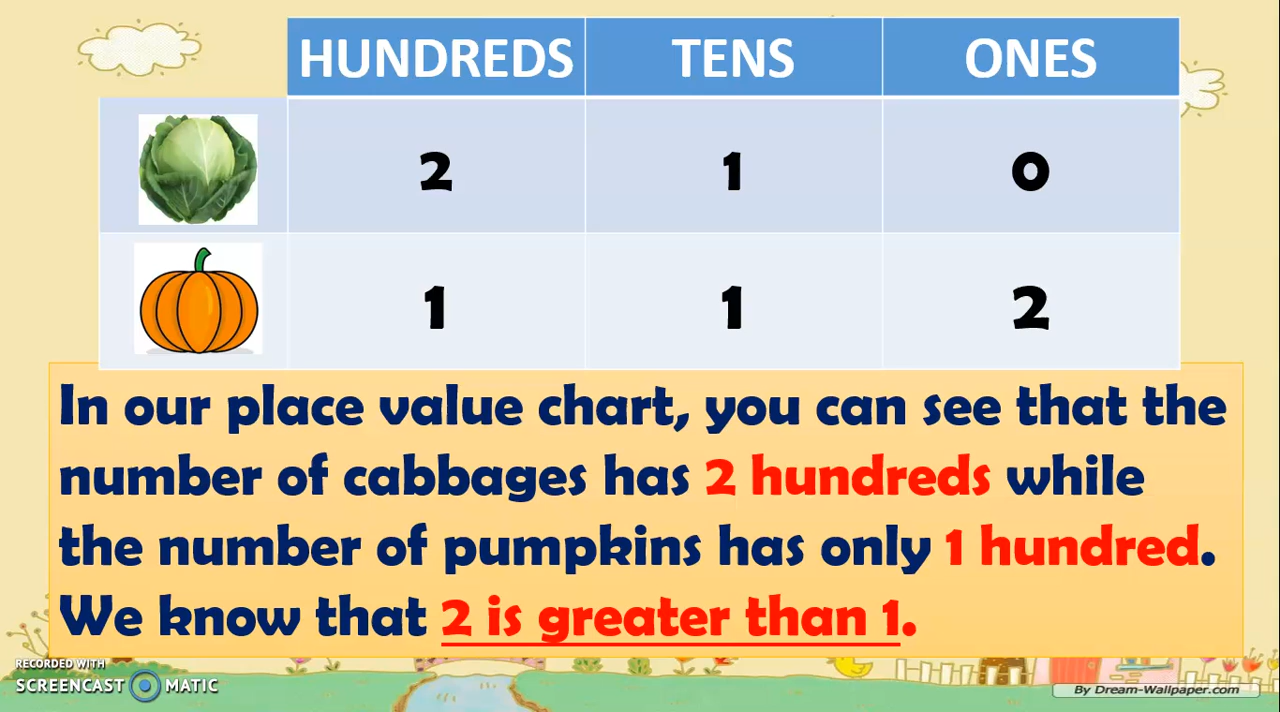 HUNDREDS TENS ONES
2 1 0
1 1 2
In our place value chart, you can see that the
number of cabbages has 2 hundreds while
the number of pumpkins has only 1 hundred.
We know that 2 is greater than 1.
RECORDED WITH
SCREENCAST MATIC
By Dream-Wallpaper.com